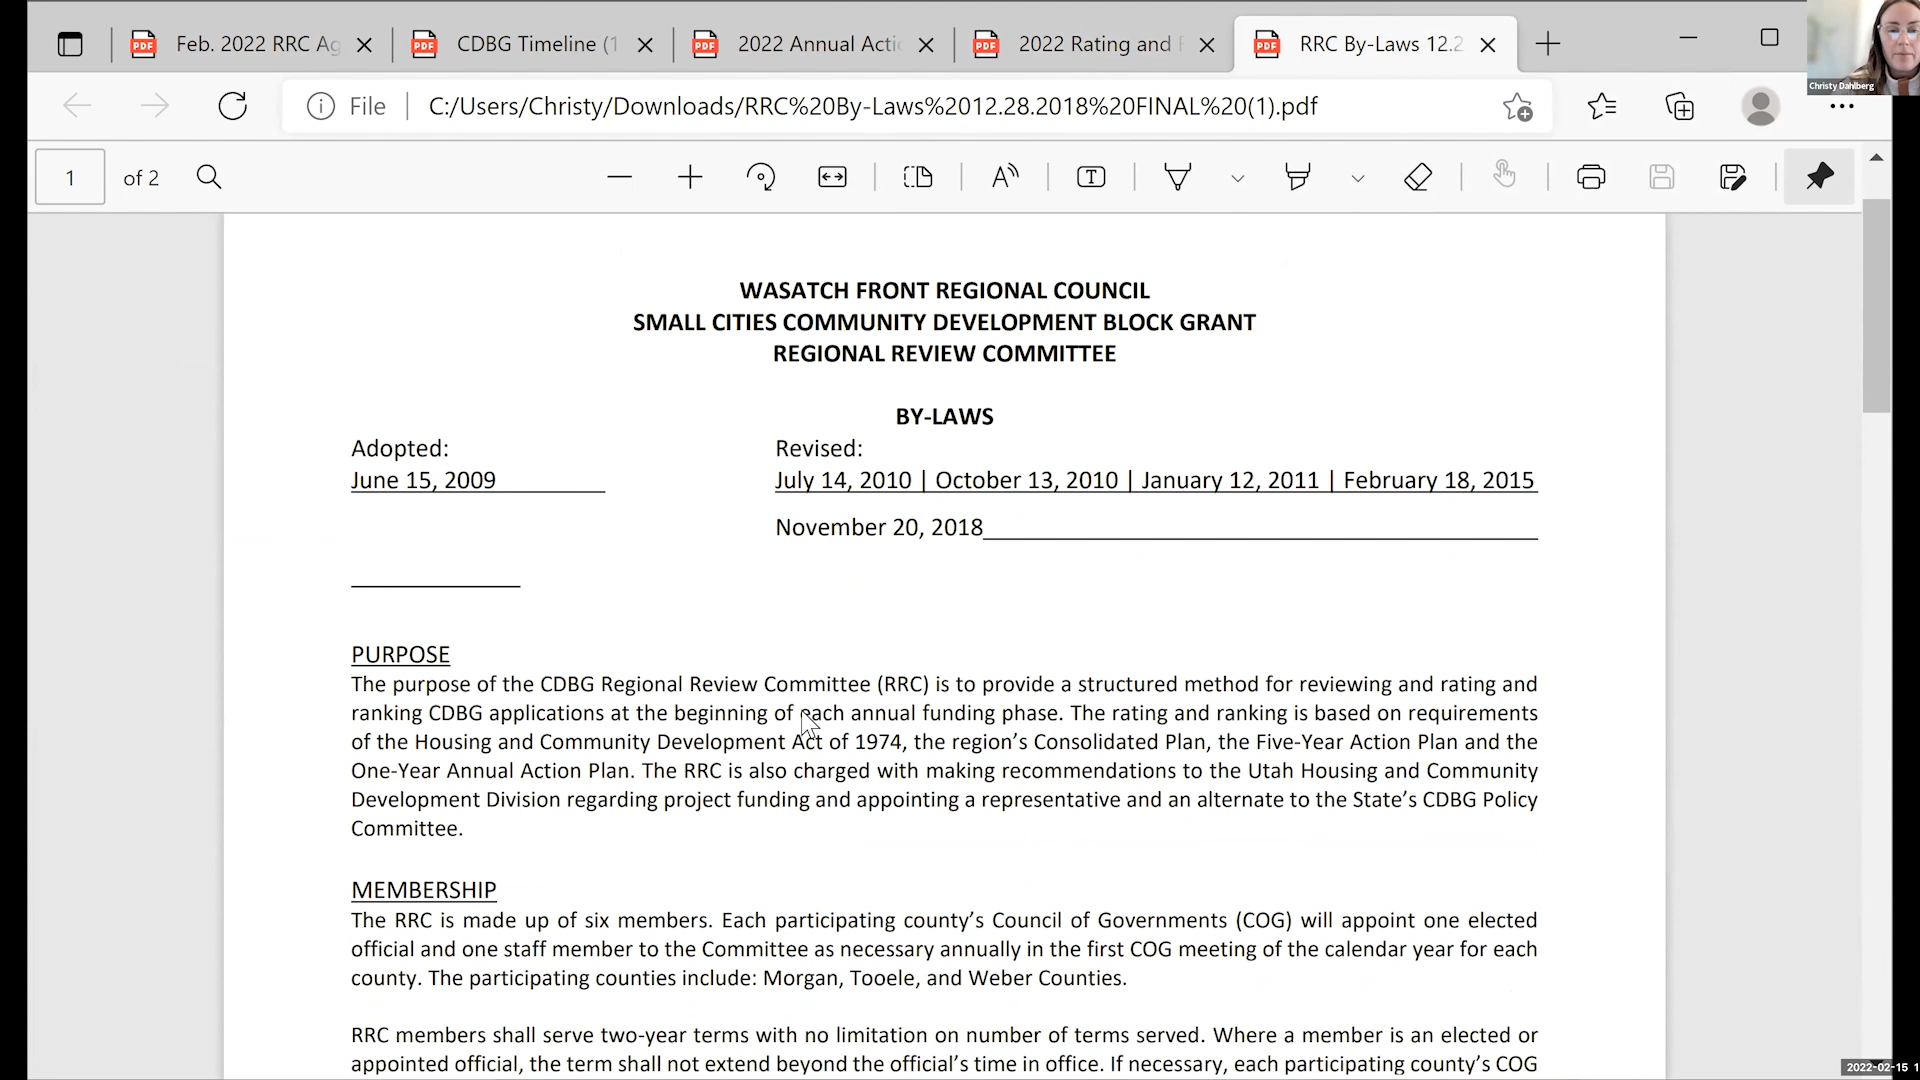 Feb. 2022 RRC Ag
CDBG Timeline (1
2022 Annual Acti
2022 Rating and
RRC By-Laws 12.2
Christy Dahlberg
File
C:/Users/Christy/Downloads/RRC%20By-Laws%2012.28.2018%20FINAL%20(1).pdf
1 of 2
WASATCH FRONT REGIONAL COUNCIL
SMALL CITIES COMMUNITY DEVELOPMENT BLOCK GRANT
REGIONAL REVIEW COMMITTEE
BY-LAWS
Adopted:
June 15, 2009
Revised:
July 14, 2010 | October 13, 2010 | January 12, 2011 | February 18, 2015
November 20, 2018
PURPOSE
The purpose of the CDBG Regional Review Committee (RRC) is to provide a structured method for reviewing and rating and
ranking CDBG applications at the beginning of each annual funding phase. The rating and ranking is based on requirements
of the Housing and Community Development Act of 1974, the region’s Consolidated Plan, the Five-Year Action Plan and the
One-Year Annual Action Plan. The RRC is also charged with making recommendations to the Utah Housing and Community
Development Division regarding project funding and appointing a representative and an alternate to the State’s CDBG Policy
Committee.
MEMBERSHIP
The RRC is made up of six members. Each participating county’s Council of Governments (COG) will appoint one elected
official and one staff member to the Committee as necessary annually in the first COG meeting of the calendar year for each
county. The participating counties include: Morgan, Tooele, and Weber Counties.
RRC members shall serve two-year terms with no limitation on number of terms served. Where a member is an elected or
appointed official, the term shall not extend beyond the official’s time in office. If necessary, each participating county’s COG
2022-02-15 1